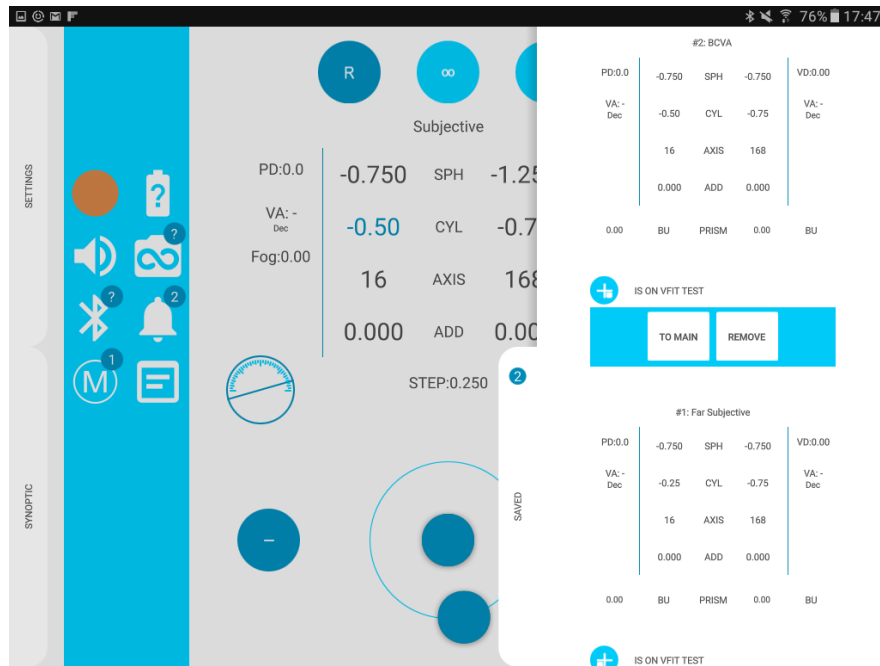 76% 17:47
SETTINGS
SYNOPTIC
?
?
?
2
M
1
R
∞
Subjective
PD:0.0 -0.750 SPH -1.25
VA: -
Dec
-0.50 CYL -0.7
Fog:0.00
16 AXIS 168
0.000 ADD 0.00
STEP:0.250
–
2
SAVED
#2: BCVA
PD:0.0 -0.750 SPH -0.750 VD:0.00
VA: - -0.50 CYL -0.75 VA: -
Dec Dec
16 AXIS 168
0.000 ADD 0.000
0.00 BU PRISM 0.00 BU
IS ON VFIT TEST
TO MAIN REMOVE
#1: Far Subjective
PD:0.0 -0.750 SPH -0.750 VD:0.00
VA: - -0.25 CYL -0.75 VA: -
Dec Dec
16 AXIS 168
0.000 ADD 0.000
0.00 BU PRISM 0.00 BU
IS ON VFIT TEST